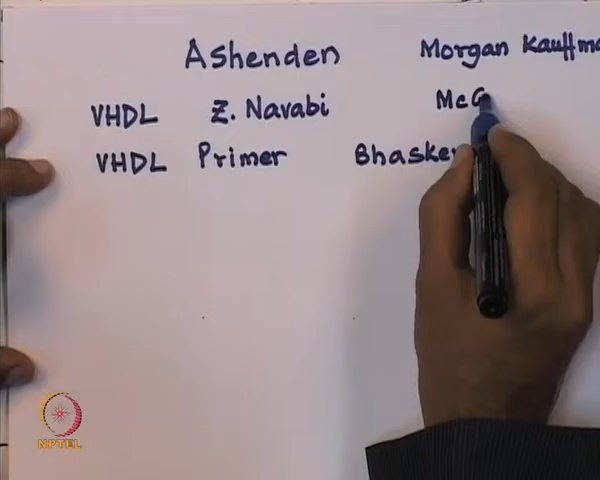 Ashenden Morgan Kauffma
VHDL Z. Navabi McG
VHDL Primer Bhasker
NPTEL